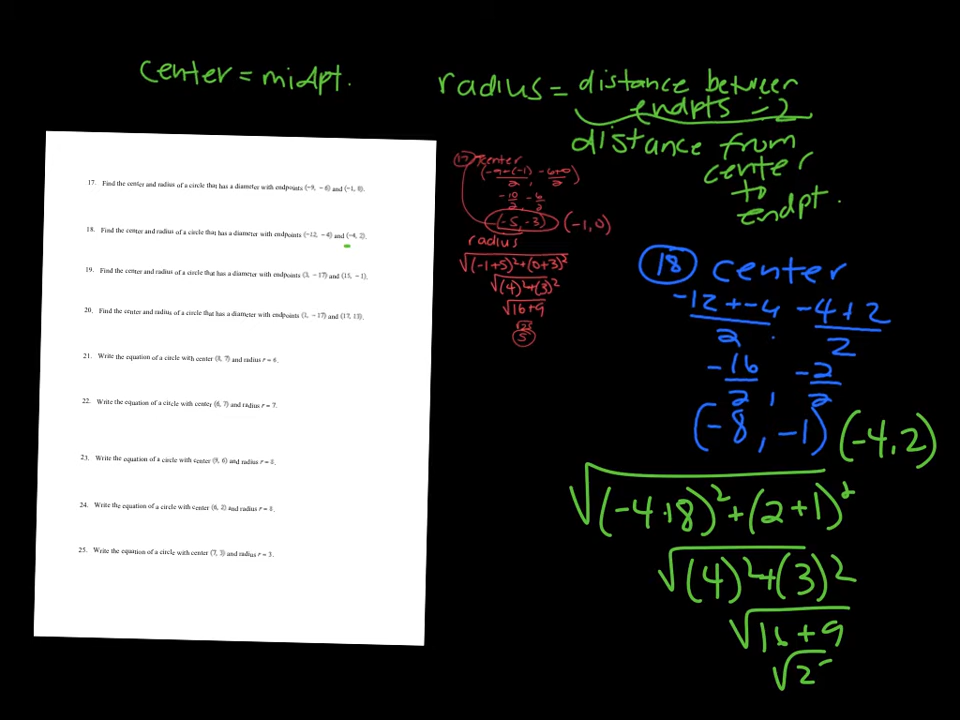 center = midpt.
radius = distance between
endpts ÷ 2
distance from
center
to
endpt.
17. Find the center and radius of a circle that has a diameter with endpoints (−9, −6) and (−1, 0).
18. Find the center and radius of a circle that has a diameter with endpoints (−12, −4) and (−4, 2).
19. Find the center and radius of a circle that has a diameter with endpoints (3, −17) and (15, −1).
20. Find the center and radius of a circle that has a diameter with endpoints (1, −17) and (17, 13).
21. Write the equation of a circle with center (8, 7) and radius r = 6.
22. Write the equation of a circle with center (6, 7) and radius r = 7.
23. Write the equation of a circle with center (9, 6) and radius r = 8.
24. Write the equation of a circle with center (6, 2) and radius r = 8.
25. Write the equation of a circle with center (7, 3) and radius r = 3.
17 center
(-9+(-1)/2, -6+0/2)
-10/2, -6/2
(-5, -3) (-1, 0)
radius
√(-1+5)²+(0+3)²
√(4)²+(3)²
√16+9
√25
5
18 center
-12+-4/2, -4+2/2
-16/2, -2/2
(-8, -1) (-4, 2)
√(-4+8)²+(2+1)²
√(4)²+(3)²
√16+9
√2